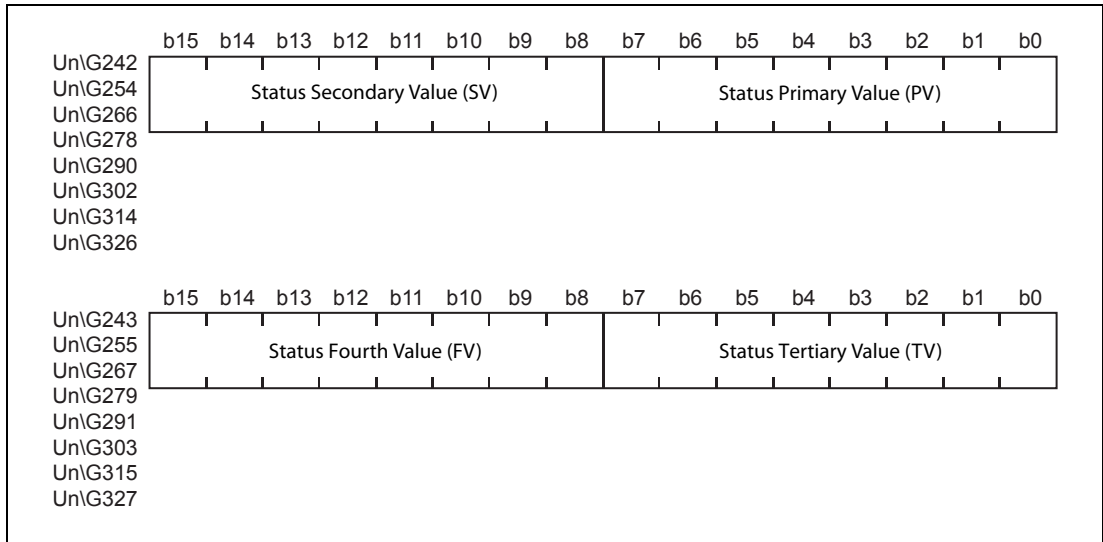 b15 b14 b13 b12 b11 b10 b9 b8 b7 b6 b5 b4 b3 b2 b1 b0
Un\G242
Un\G254
Status Secondary Value (SV) Status Primary Value (PV)
Un\G266
Un\G278
Un\G290
Un\G302
Un\G314
Un\G326
b15 b14 b13 b12 b11 b10 b9 b8 b7 b6 b5 b4 b3 b2 b1 b0
Un\G243
Un\G255
Status Fourth Value (FV) Status Tertiary Value (TV)
Un\G267
Un\G279
Un\G291
Un\G303
Un\G315
Un\G327